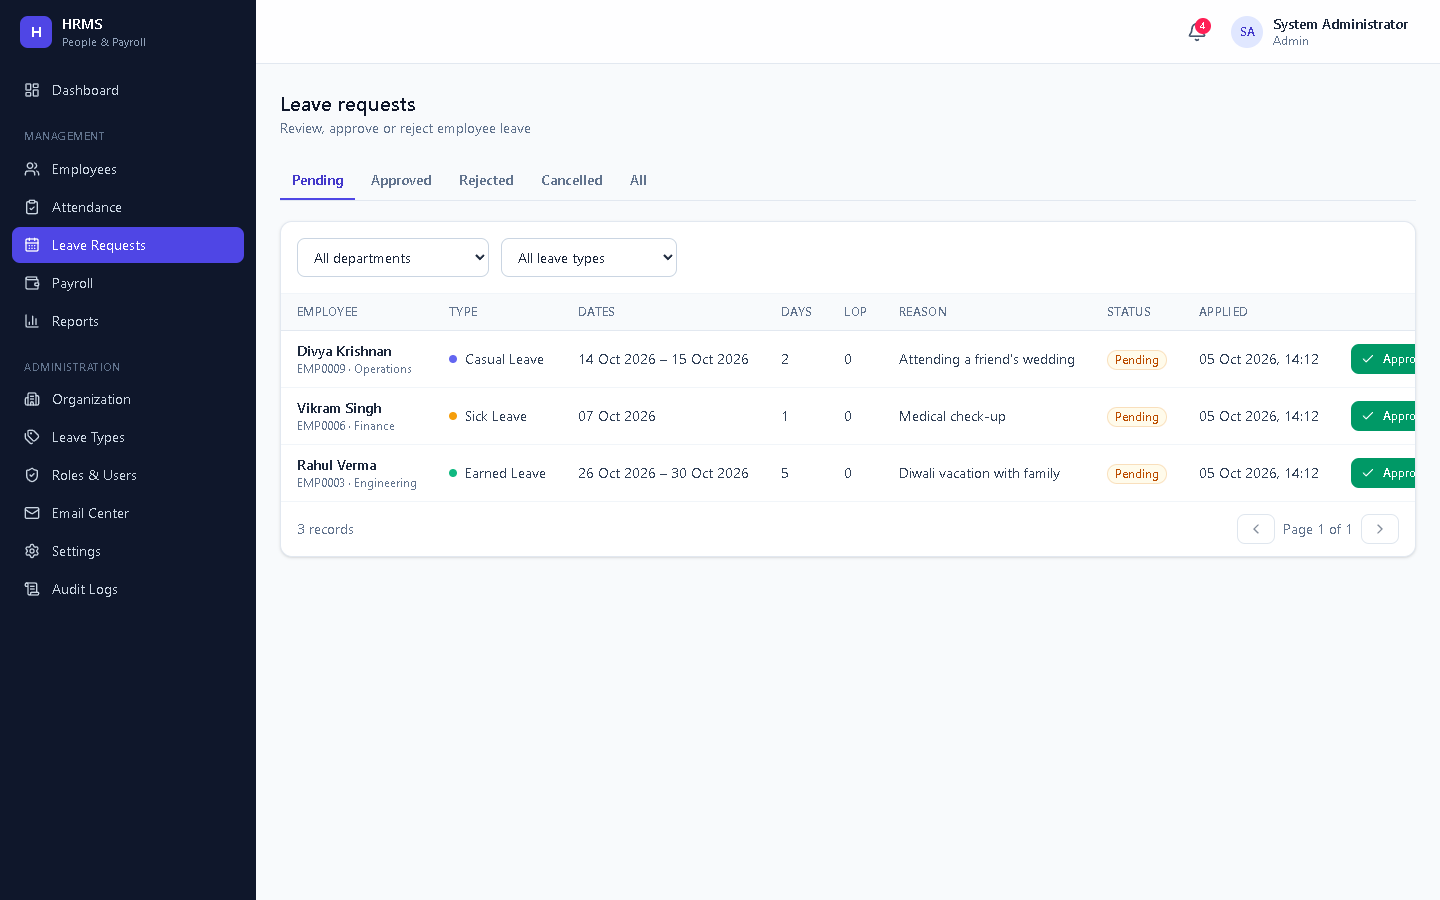 H
HRMS
People & Payroll
4
SA
System Administrator
Admin
Dashboard
MANAGEMENT
Employees
Attendance
Leave Requests
Payroll
Reports
ADMINISTRATION
Organization
Leave Types
Roles & Users
Email Center
Settings
Audit Logs
Leave requests
Review, approve or reject employee leave
Pending Approved Rejected Cancelled All
All departments All leave types
EMPLOYEE TYPE DATES DAYS LOP REASON STATUS APPLIED
Divya Krishnan
EMP0009 · Operations
Casual Leave 14 Oct 2026 – 15 Oct 2026 2 0 Attending a friend's wedding Pending 05 Oct 2026, 14:12 Appro
Vikram Singh
EMP0006 · Finance
Sick Leave 07 Oct 2026 1 0 Medical check-up Pending 05 Oct 2026, 14:12 Appro
Rahul Verma
EMP0003 · Engineering
Earned Leave 26 Oct 2026 – 30 Oct 2026 5 0 Diwali vacation with family Pending 05 Oct 2026, 14:12 Appro
3 records
Page 1 of 1